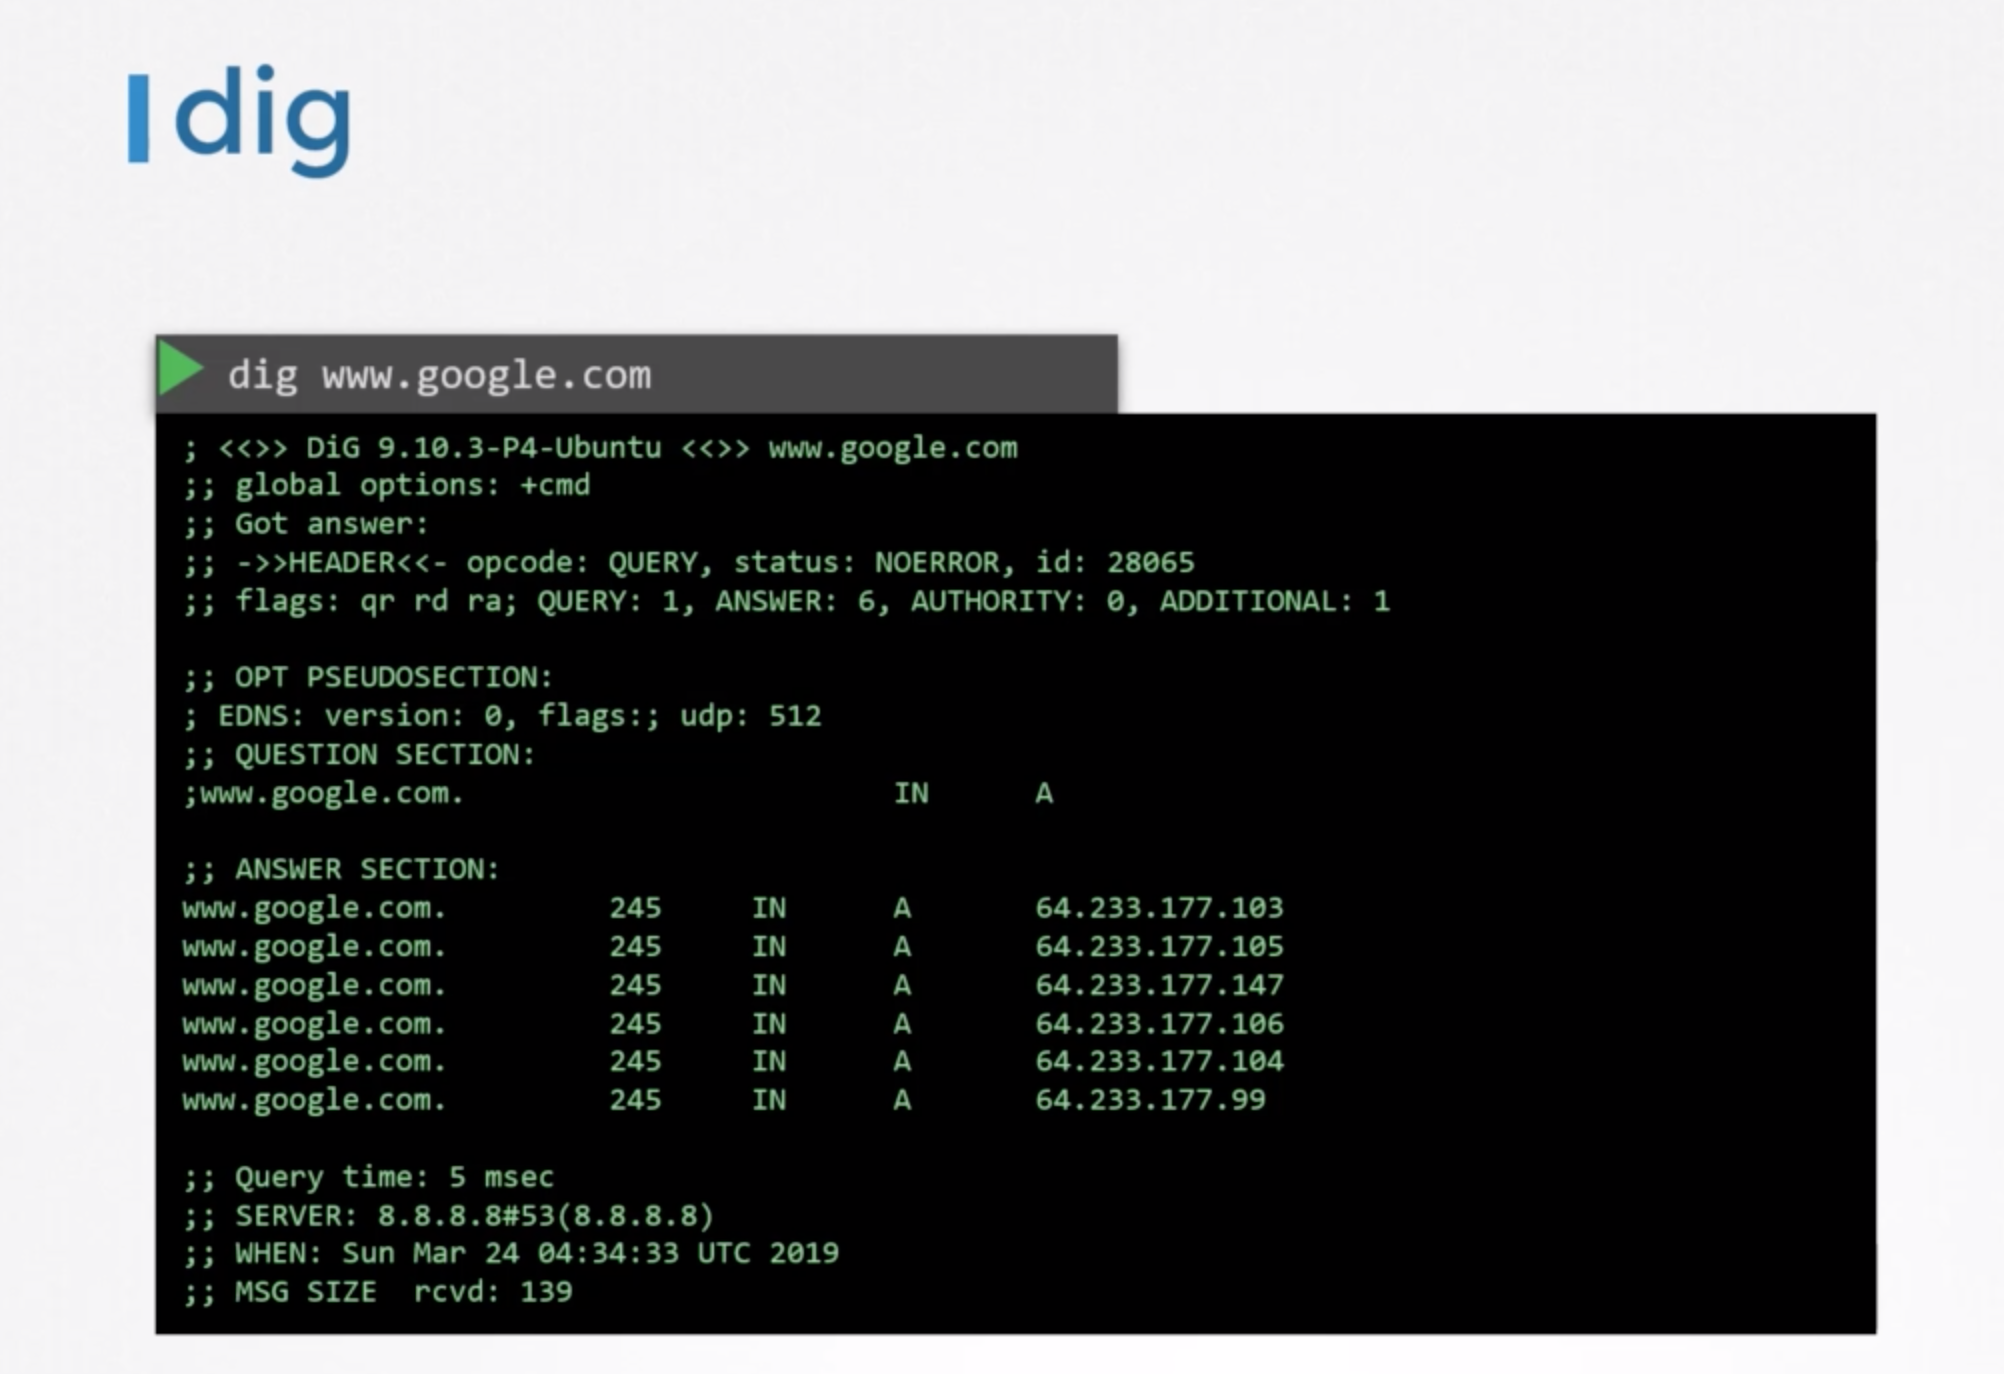 dig
dig www.google.com
; <<>> DiG 9.10.3-P4-Ubuntu <<>> www.google.com
;; global options: +cmd
;; Got answer:
;; ->>HEADER<<- opcode: QUERY, status: NOERROR, id: 28065
;; flags: qr rd ra; QUERY: 1, ANSWER: 6, AUTHORITY: 0, ADDITIONAL: 1
;; OPT PSEUDOSECTION:
; EDNS: version: 0, flags:; udp: 512
;; QUESTION SECTION:
;www.google.com. IN A
;; ANSWER SECTION:
www.google.com. 245 IN A 64.233.177.103
www.google.com. 245 IN A 64.233.177.105
www.google.com. 245 IN A 64.233.177.147
www.google.com. 245 IN A 64.233.177.106
www.google.com. 245 IN A 64.233.177.104
www.google.com. 245 IN A 64.233.177.99
;; Query time: 5 msec
;; SERVER: 8.8.8.8#53(8.8.8.8)
;; WHEN: Sun Mar 24 04:34:33 UTC 2019
;; MSG SIZE  rcvd: 139